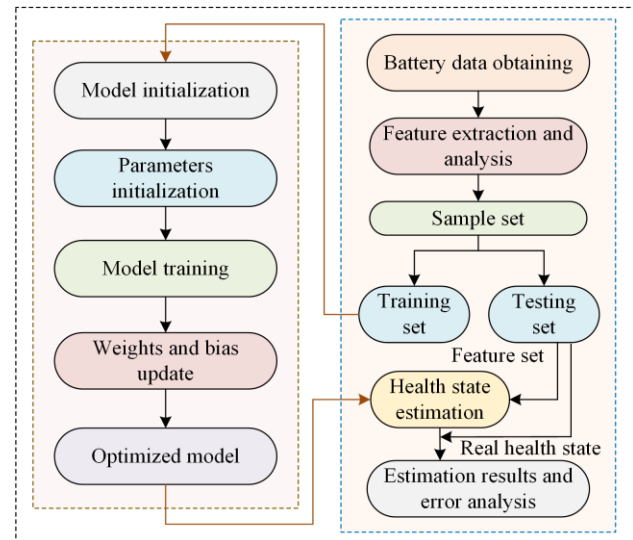 Model initialization
Parameters
initialization
Model training
Weights and bias
update
Optimized model
Battery data obtaining
Feature extraction and
analysis
Sample set
Training
set
Testing
set
Feature set
Health state
estimation
Real health state
Estimation results and
error analysis